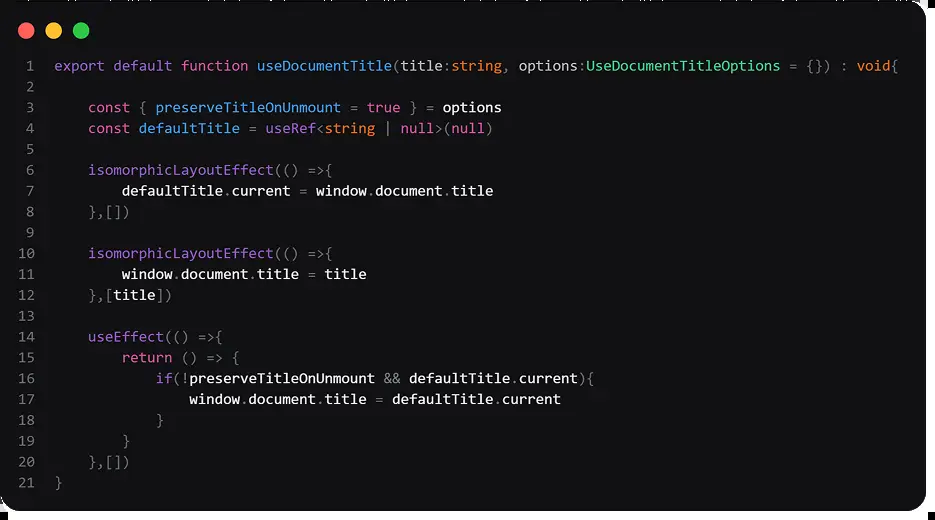 1 export default function useDocumentTitle(title:string, options:UseDocumentTitleOptions = {}) : void{
2
3 const { preserveTitleOnUnmount = true } = options
4 const defaultTitle = useRef<string | null>(null)
5
6 isomorphicLayoutEffect(() =>{
7 defaultTitle.current = window.document.title
8 },[])
9
10 isomorphicLayoutEffect(() =>{
11 window.document.title = title
12 },[title])
13
14 useEffect(() =>{
15 return () => {
16 if(!preserveTitleOnUnmount && defaultTitle.current){
17 window.document.title = defaultTitle.current
18 }
19 }
20 },[])
21 }